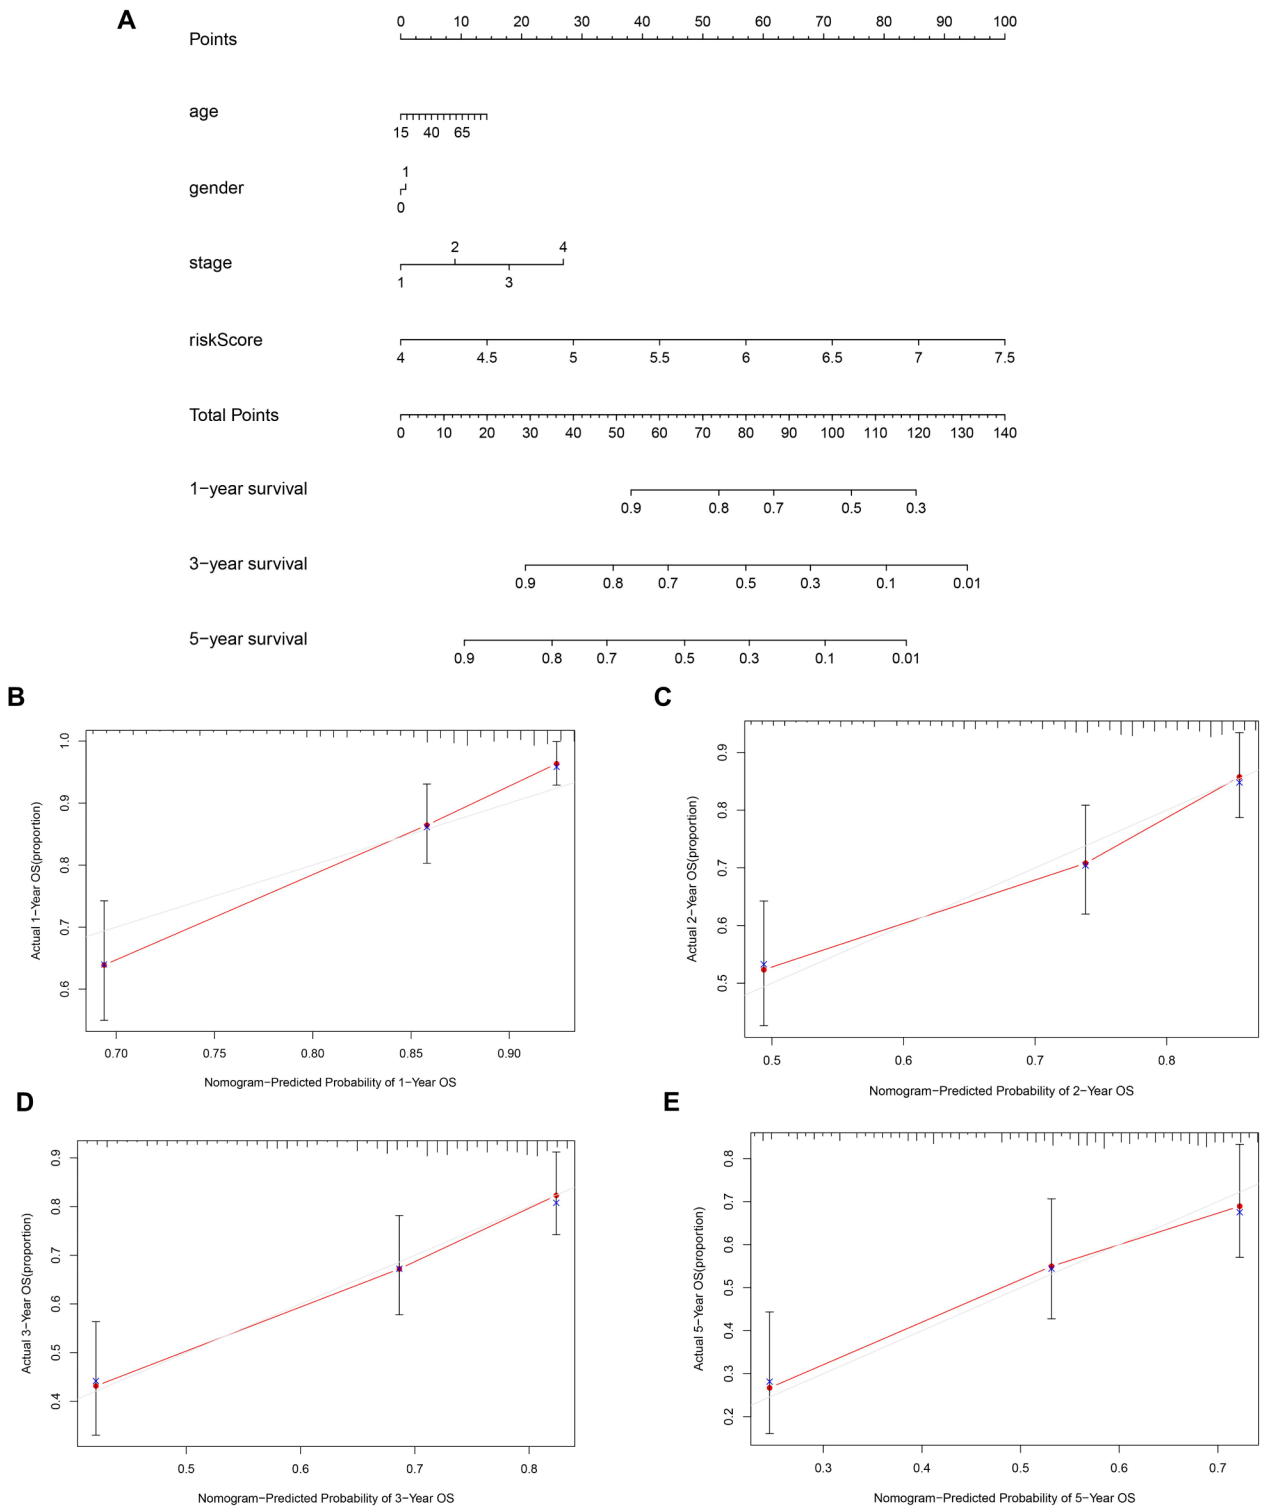 A
0 10 20 30 40 50 60 70 80 90 100
Points
age
15 40 65
1
gender
0
2 4
stage
1 3
riskScore
4 4.5 5 5.5 6 6.5 7 7.5
Total Points
0 10 20 30 40 50 60 70 80 90 100 110 120 130 140
1−year survival
0.9 0.8 0.7 0.5 0.3
3−year survival
0.9 0.8 0.7 0.5 0.3 0.1 0.01
5−year survival
0.9 0.8 0.7 0.5 0.3 0.1 0.01
B
Actual 1−Year OS(proportion)
1.0
0.9
0.8
0.7
0.6
0.70 0.75 0.80 0.85 0.90
Nomogram−Predicted Probability of 1−Year OS
C
Actual 2−Year OS(proportion)
0.9
0.8
0.7
0.6
0.5
0.5 0.6 0.7 0.8
Nomogram−Predicted Probability of 2−Year OS
D
Actual 3−Year OS(proportion)
0.9
0.8
0.7
0.6
0.5
0.4
0.5 0.6 0.7 0.8
Nomogram−Predicted Probability of 3−Year OS
E
Actual 5−Year OS(proportion)
0.8
0.7
0.6
0.5
0.4
0.3
0.2
0.3 0.4 0.5 0.6 0.7
Nomogram−Predicted Probability of 5−Year OS